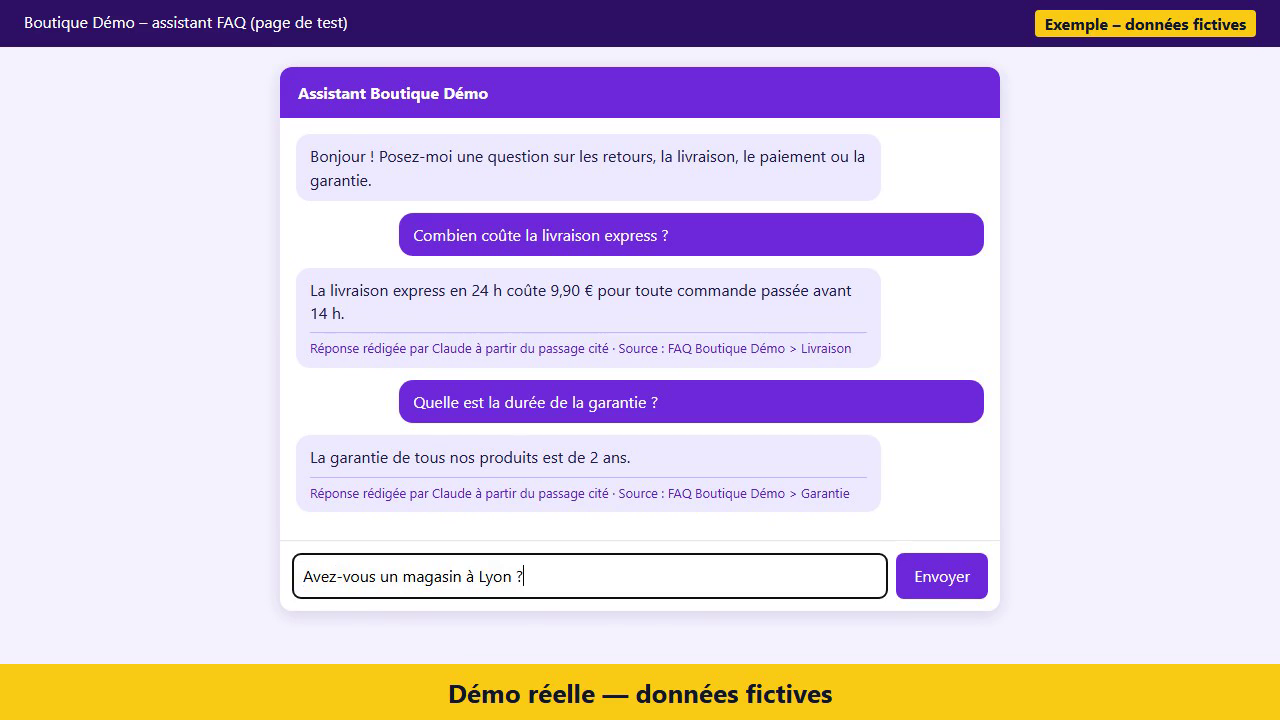 Boutique Démo – assistant FAQ (page de test)
Exemple – données fictives
Assistant Boutique Démo
Bonjour ! Posez-moi une question sur les retours, la livraison, le paiement ou la
garantie.
Combien coûte la livraison express ?
La livraison express en 24 h coûte 9,90 € pour toute commande passée avant
14 h.
Réponse rédigée par Claude à partir du passage cité · Source : FAQ Boutique Démo > Livraison
Quelle est la durée de la garantie ?
La garantie de tous nos produits est de 2 ans.
Réponse rédigée par Claude à partir du passage cité · Source : FAQ Boutique Démo > Garantie
Avez-vous un magasin à Lyon ?
Envoyer
Démo réelle — données fictives